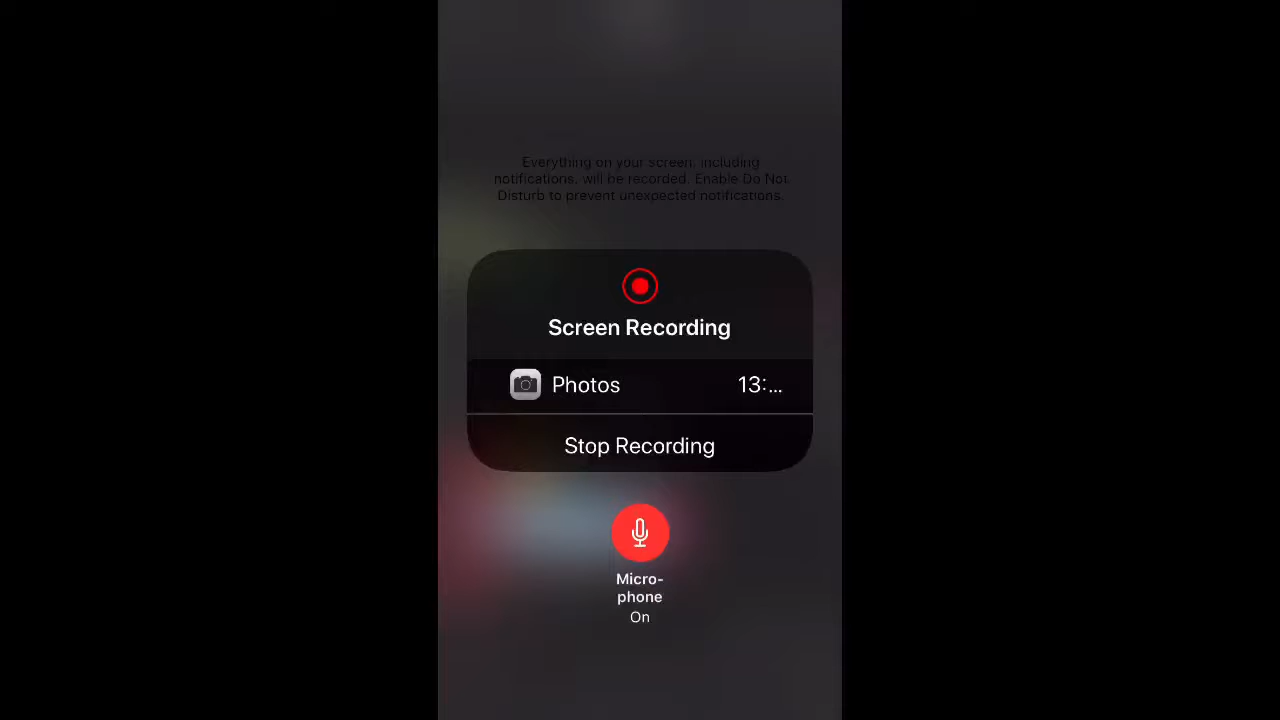 Everything on your screen, including
notifications, will be recorded. Enable Do Not
Disturb to prevent unexpected notifications.
Screen Recording
Photos 13:...
Stop Recording
Micro-
phone
On